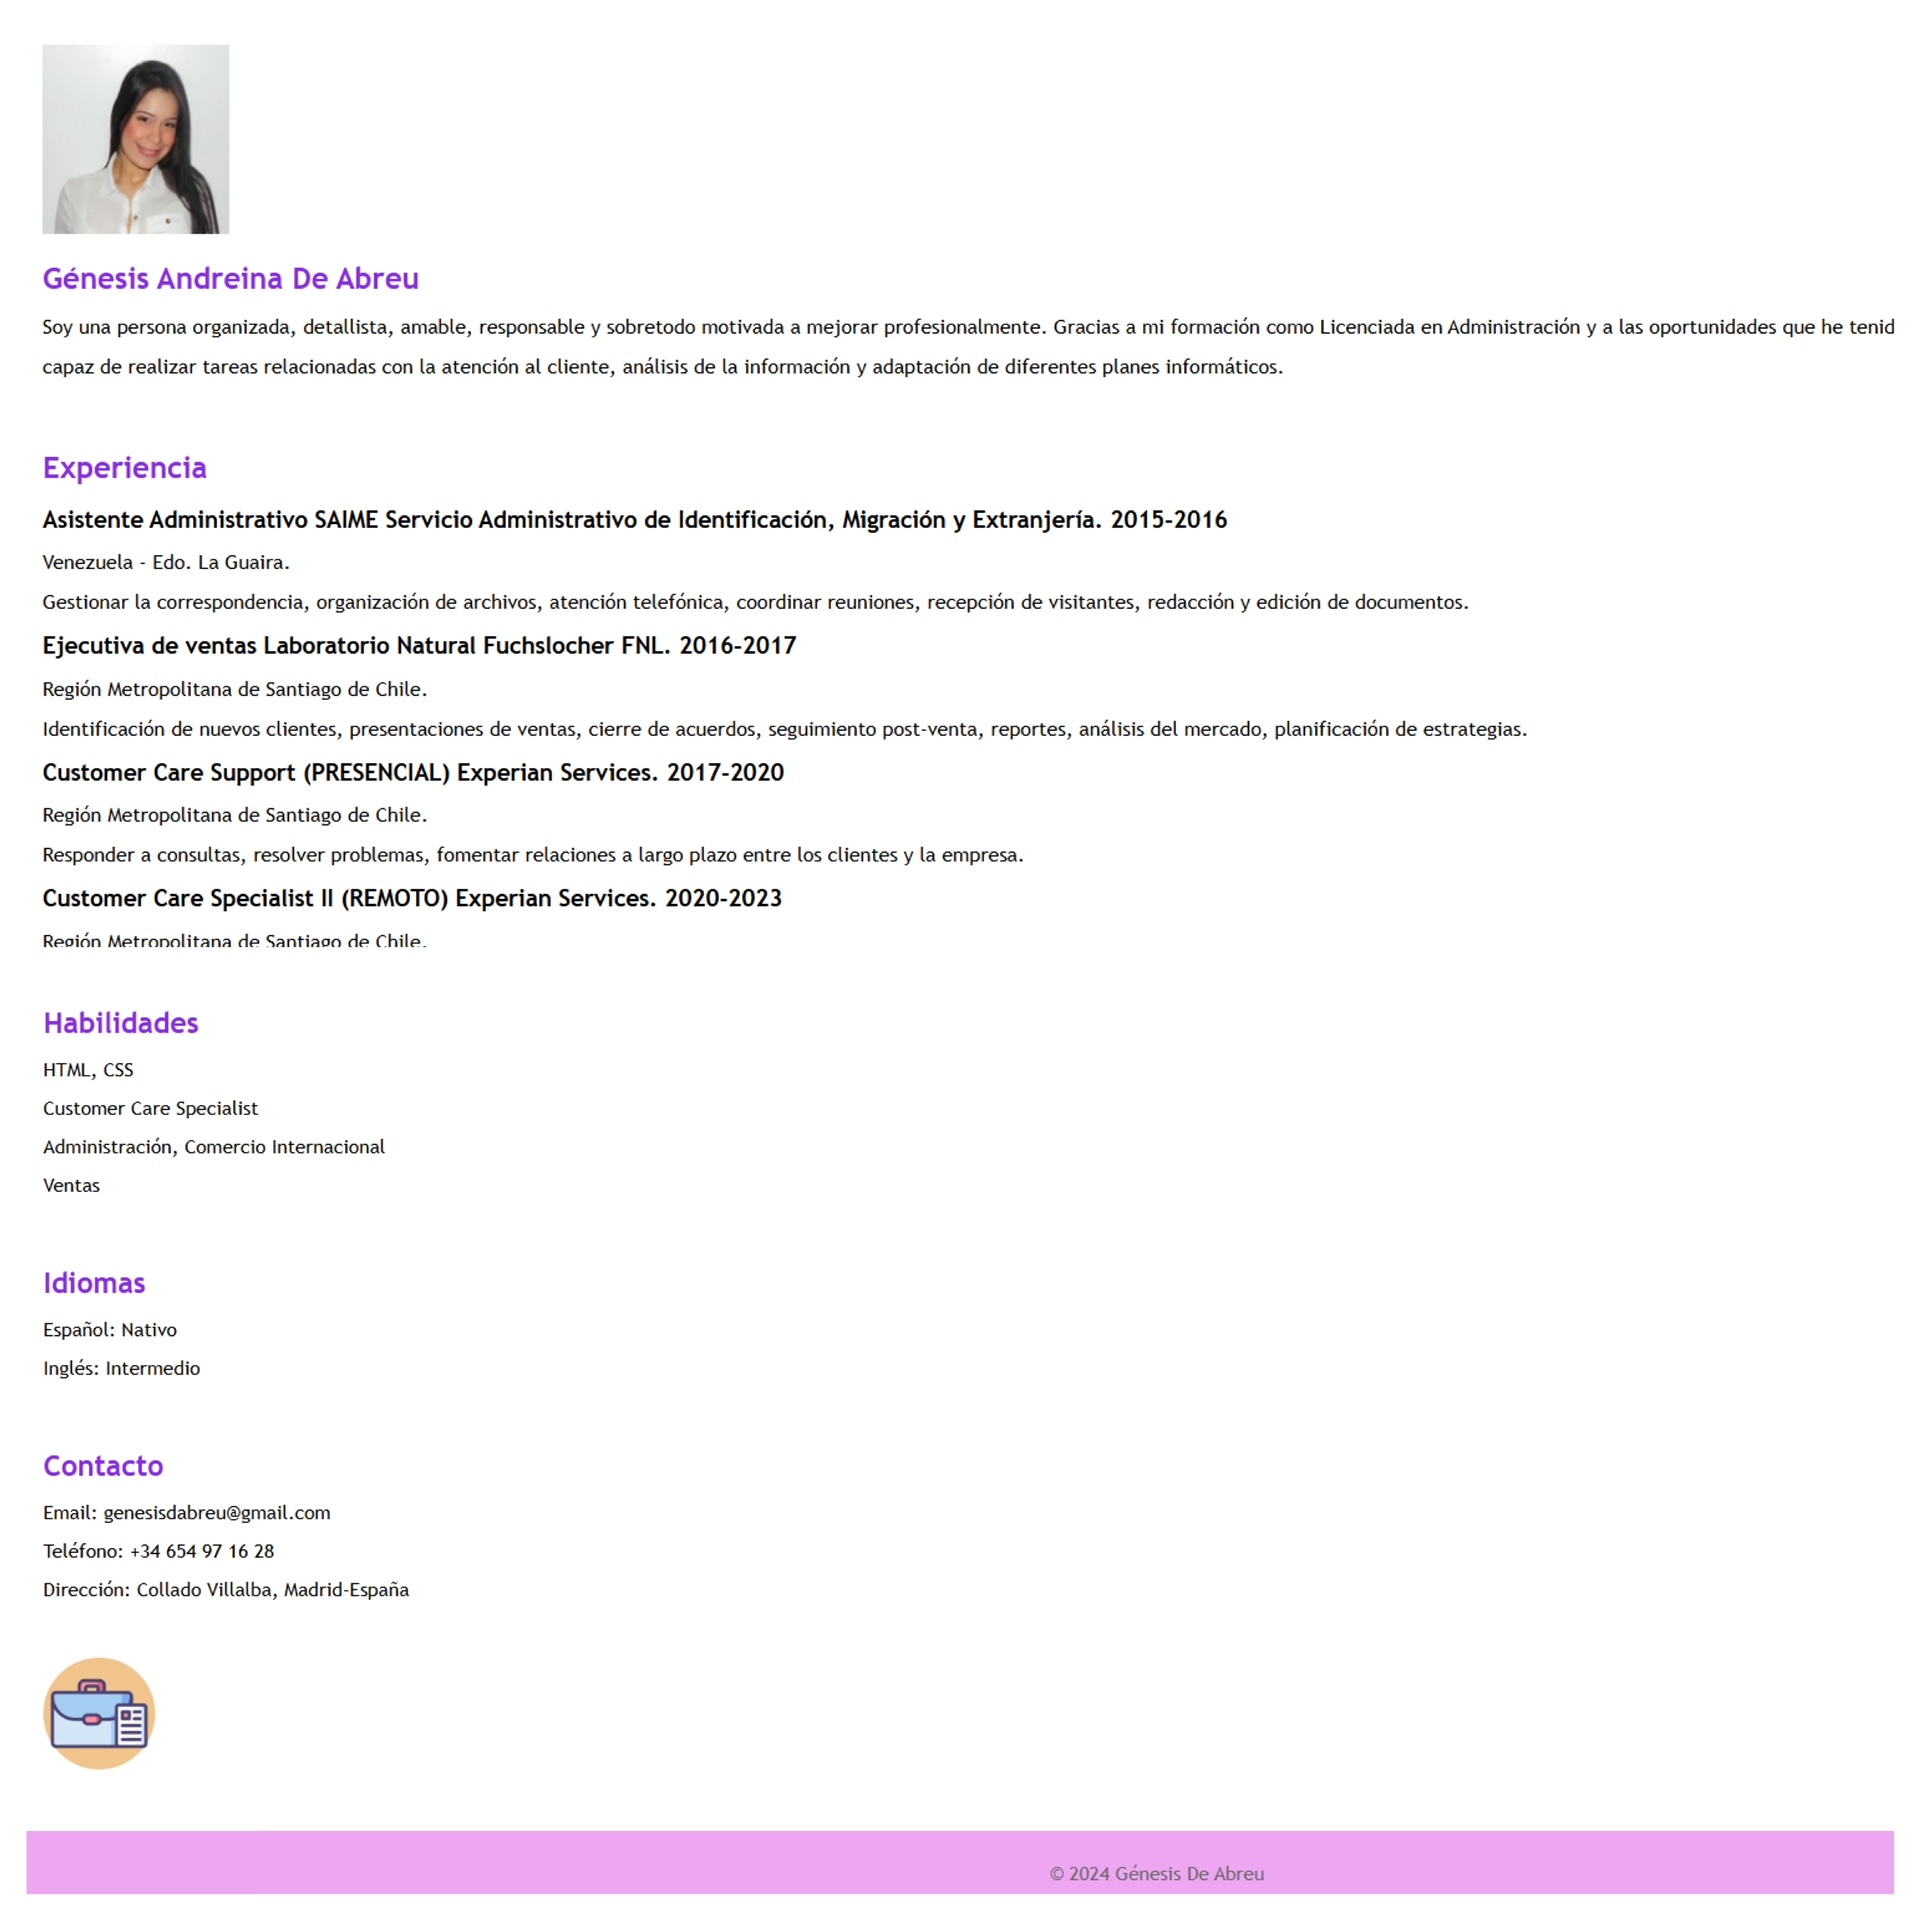 Génesis Andreina De Abreu
Soy una persona organizada, detallista, amable, responsable y sobretodo motivada a mejorar profesionalmente. Gracias a mi formación como Licenciada en Administración y a las oportunidades que he tenid
capaz de realizar tareas relacionadas con la atención al cliente, análisis de la información y adaptación de diferentes planes informáticos.
Experiencia
Asistente Administrativo SAIME Servicio Administrativo de Identificación, Migración y Extranjería. 2015-2016
Venezuela - Edo. La Guaira.
Gestionar la correspondencia, organización de archivos, atención telefónica, coordinar reuniones, recepción de visitantes, redacción y edición de documentos.
Ejecutiva de ventas Laboratorio Natural Fuchslocher FNL. 2016-2017
Región Metropolitana de Santiago de Chile.
Identificación de nuevos clientes, presentaciones de ventas, cierre de acuerdos, seguimiento post-venta, reportes, análisis del mercado, planificación de estrategias.
Customer Care Support (PRESENCIAL) Experian Services. 2017-2020
Región Metropolitana de Santiago de Chile.
Responder a consultas, resolver problemas, fomentar relaciones a largo plazo entre los clientes y la empresa.
Customer Care Specialist II (REMOTO) Experian Services. 2020-2023
Región Metropolitana de Santiago de Chile.
Habilidades
HTML, CSS
Customer Care Specialist
Administración, Comercio Internacional
Ventas
Idiomas
Español: Nativo
Inglés: Intermedio
Contacto
Email: genesisdabreu@gmail.com
Teléfono: +34 654 97 16 28
Dirección: Collado Villalba, Madrid-España
© 2024 Génesis De Abreu